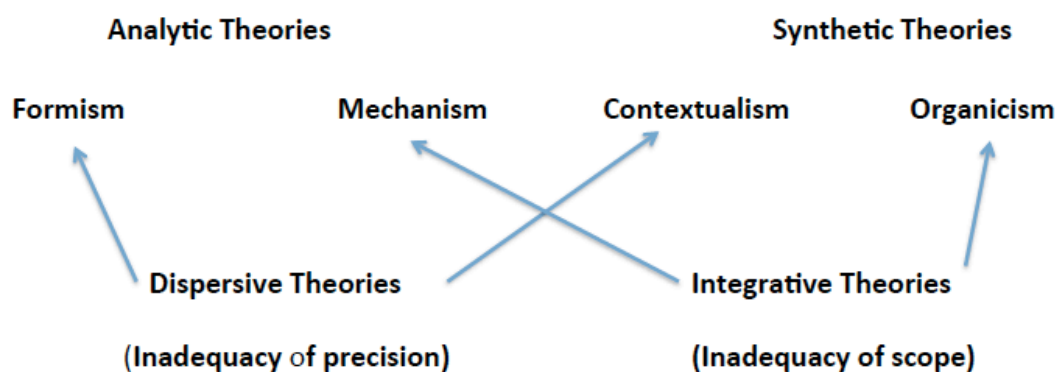 Analytic Theories Synthetic Theories
Formism Mechanism Contextualism Organicism
Dispersive Theories Integrative Theories
(Inadequacy of precision) (Inadequacy of scope)